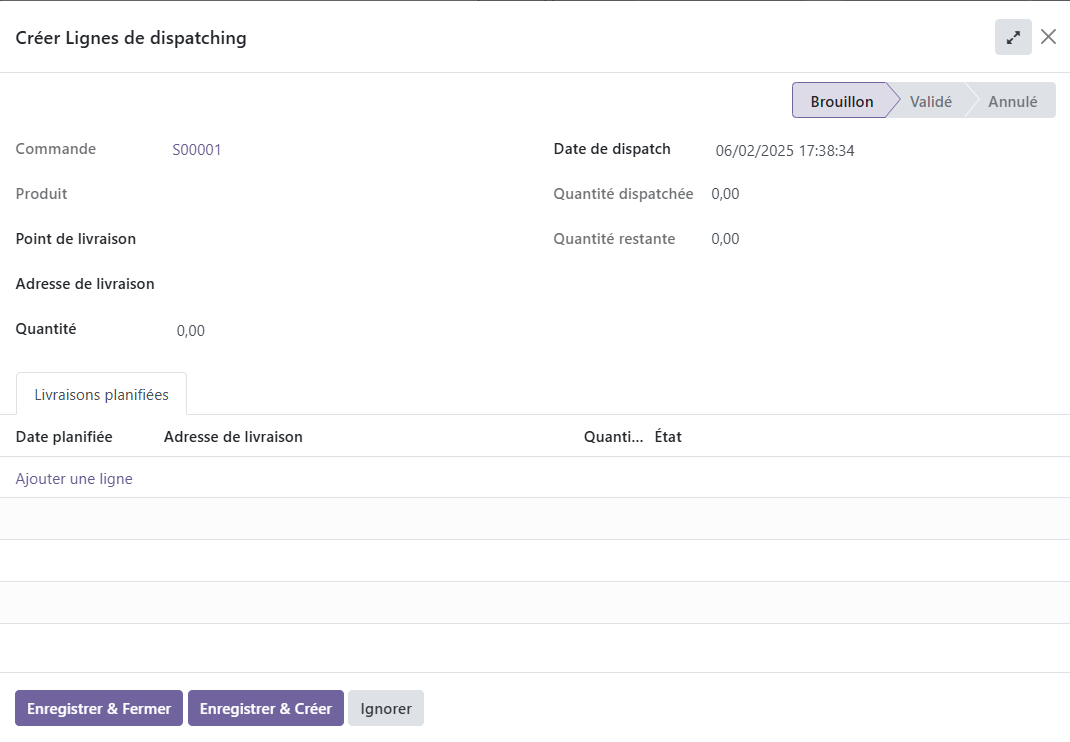 Créer Lignes de dispatching
Brouillon Validé Annulé
Commande S00001 Date de dispatch 06/02/2025 17:38:34
Produit Quantité dispatchée 0,00
Point de livraison Quantité restante 0,00
Adresse de livraison
Quantité 0,00
Livraisons planifiées
Date planifiée Adresse de livraison Quanti... État
Ajouter une ligne
Enregistrer & Fermer Enregistrer & Créer Ignorer